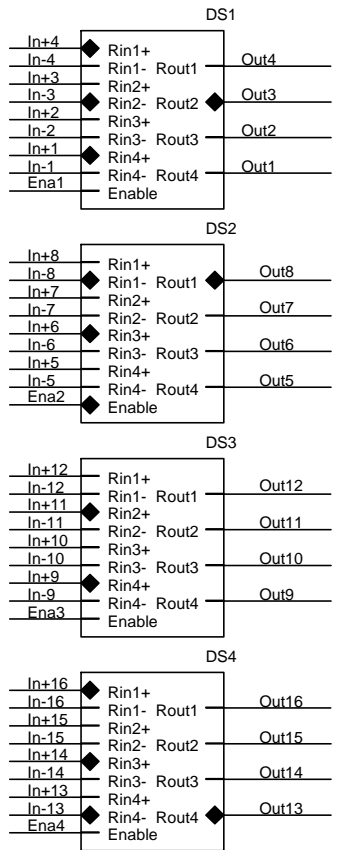 DS1
In+4 Rin1+
In-4 Rin1- Rout1 Out4
In+3 Rin2+
In-3 Rin2- Rout2 Out3
In+2 Rin3+
In-2 Rin3- Rout3 Out2
In+1 Rin4+
In-1 Rin4- Rout4 Out1
Ena1 Enable
DS2
In+8 Rin1+
In-8 Rin1- Rout1 Out8
In+7 Rin2+
In-7 Rin2- Rout2 Out7
In+6 Rin3+
In-6 Rin3- Rout3 Out6
In+5 Rin4+
In-5 Rin4- Rout4 Out5
Ena2 Enable
DS3
In+12 Rin1+
In-12 Rin1- Rout1 Out12
In+11 Rin2+
In-11 Rin2- Rout2 Out11
In+10 Rin3+
In-10 Rin3- Rout3 Out10
In+9 Rin4+
In-9 Rin4- Rout4 Out9
Ena3 Enable
DS4
In+16 Rin1+
In-16 Rin1- Rout1 Out16
In+15 Rin2+
In-15 Rin2- Rout2 Out15
In+14 Rin3+
In-14 Rin3- Rout3 Out14
In+13 Rin4+
In-13 Rin4- Rout4 Out13
Ena4 Enable